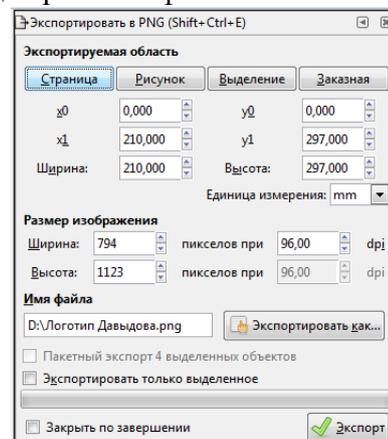 Экспортировать в PNG (Shift+Ctrl+E)
Экспортируемая область
Страница Рисунок Выделение Заказная
x0 0,000 y0 0,000
x1 210,000 y1 297,000
Ширина: 210,000 Высота: 297,000
Единица измерения: mm
Размер изображения
Ширина: 794 пикселов при 96,00 dpi
Высота: 1123 пикселов при 96,00 dpi
Имя файла
D:\Логотип Давыдова.png Экспортировать как...
Пакетный экспорт 4 выделенных объектов
Экспортировать только выделенное
Закрыть по завершении Экспорт